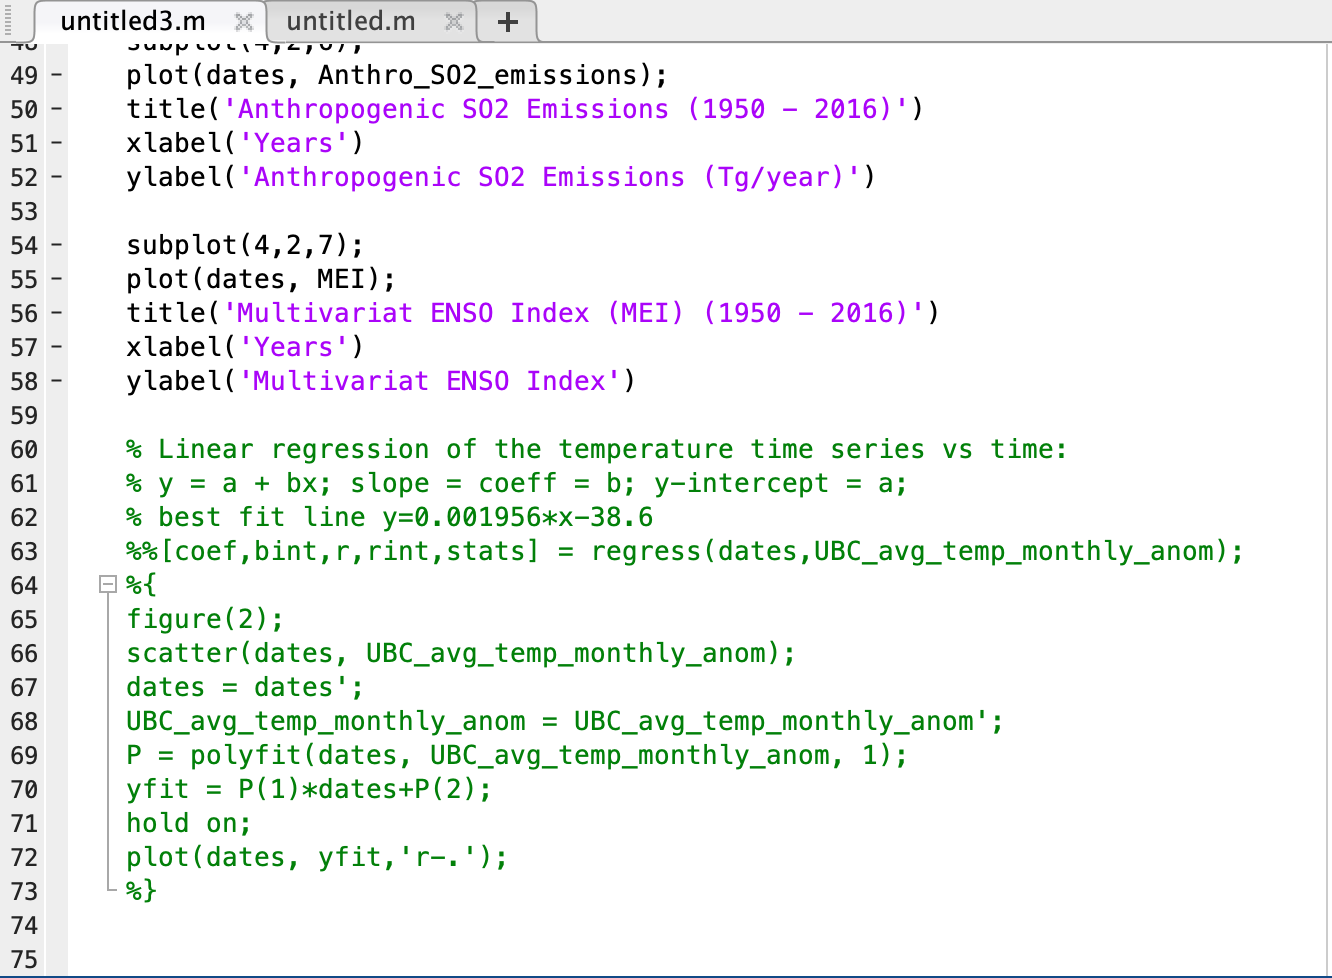 untitled3.m untitled.m +
49 - plot(dates, Anthro_SO2_emissions);
50 - title('Anthropogenic SO2 Emissions (1950 - 2016)')
51 - xlabel('Years')
52 - ylabel('Anthropogenic SO2 Emissions (Tg/year)')
53
54 - subplot(4,2,7);
55 - plot(dates, MEI);
56 - title('Multivariat ENSO Index (MEI) (1950 - 2016)')
57 - xlabel('Years')
58 - ylabel('Multivariat ENSO Index')
59
60 % Linear regression of the temperature time series vs time:
61 % y = a + bx; slope = coeff = b; y-intercept = a;
62 % best fit line y=0.001956*x-38.6
63 %%[coef,bint,r,rint,stats] = regress(dates,UBC_avg_temp_monthly_anom);
64 %{
65 figure(2);
66 scatter(dates, UBC_avg_temp_monthly_anom);
67 dates = dates';
68 UBC_avg_temp_monthly_anom = UBC_avg_temp_monthly_anom';
69 P = polyfit(dates, UBC_avg_temp_monthly_anom, 1);
70 yfit = P(1)*dates+P(2);
71 hold on;
72 plot(dates, yfit,'r-.');
73 %}
74
75